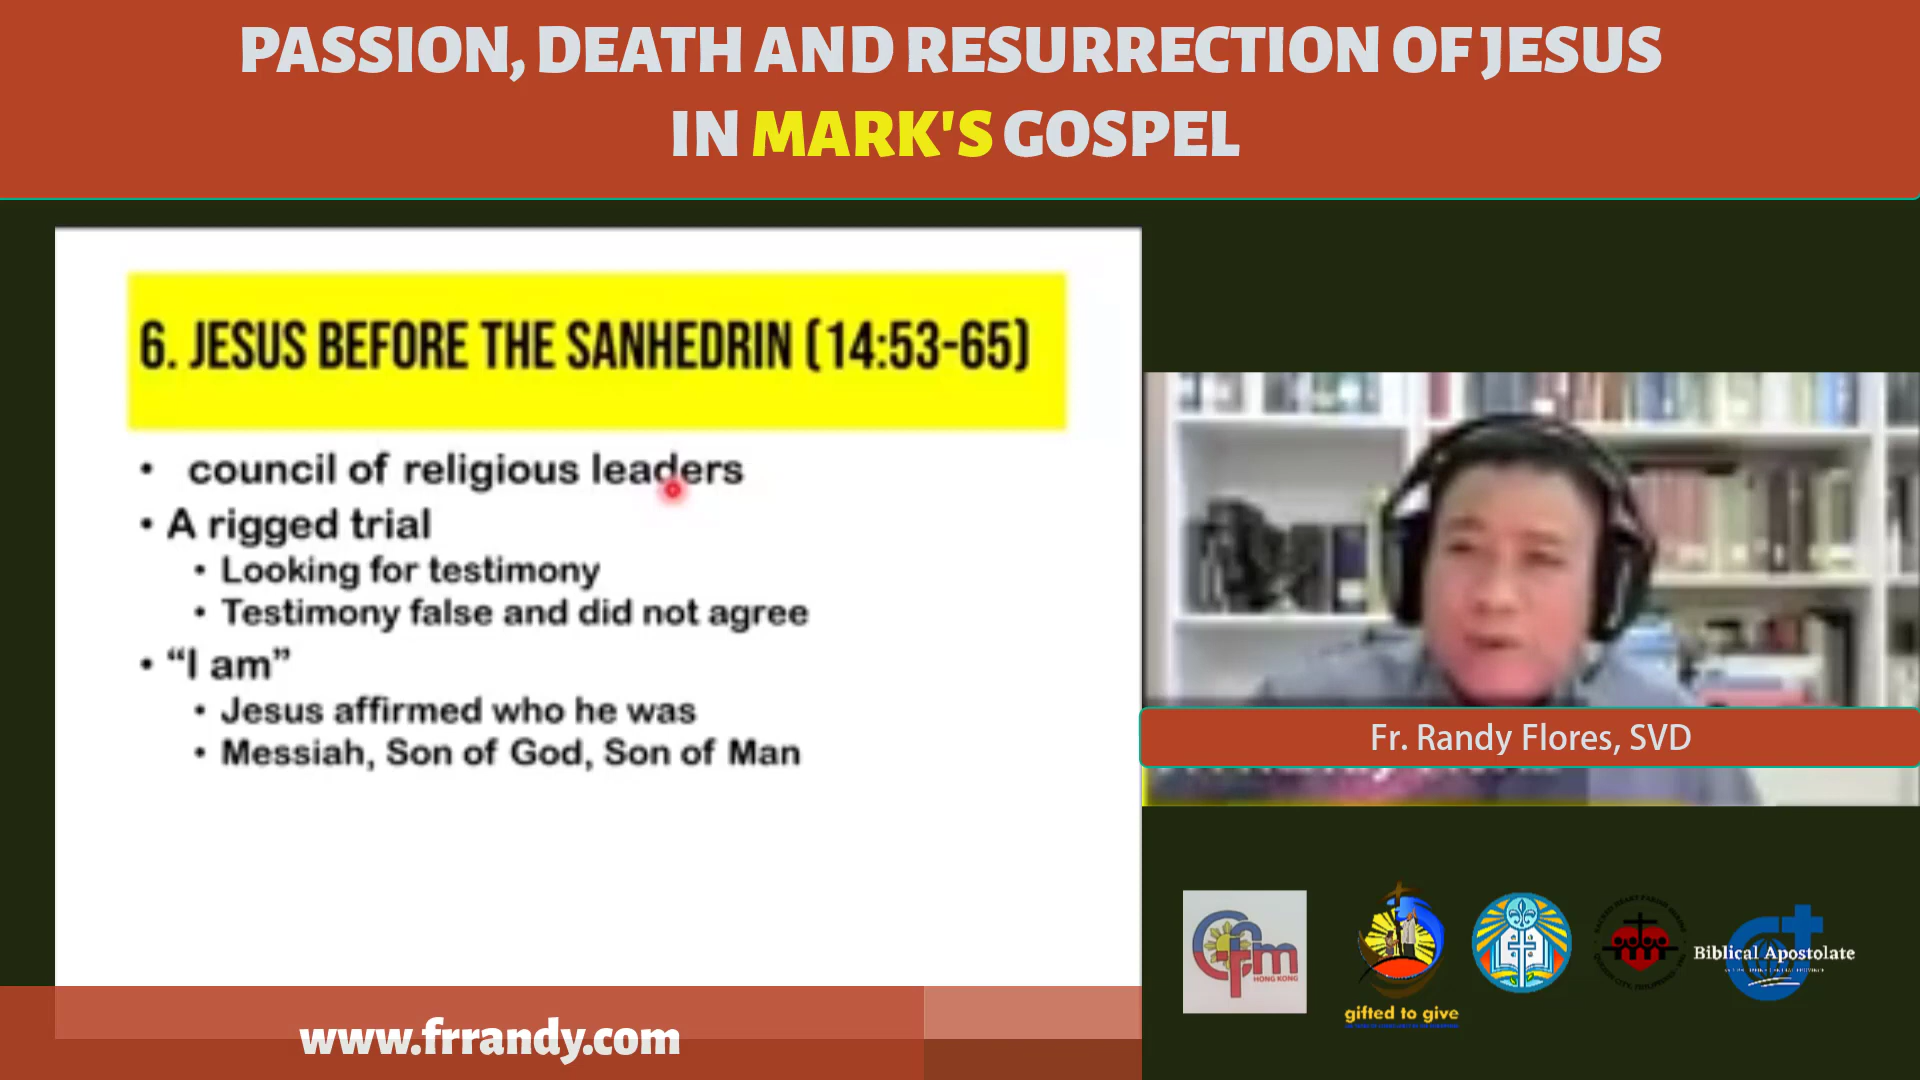 PASSION, DEATH AND RESURRECTION OF JESUS
IN MARK'S GOSPEL
6. JESUS BEFORE THE SANHEDRIN (14:53-65)
• council of religious leaders
• A rigged trial
• Looking for testimony
• Testimony false and did not agree
• “I am”
• Jesus affirmed who he was
• Messiah, Son of God, Son of Man
Fr. Randy Flores, SVD
cfm
HONG KONG
gifted to give
Biblical Apostolate
www.frrandy.com